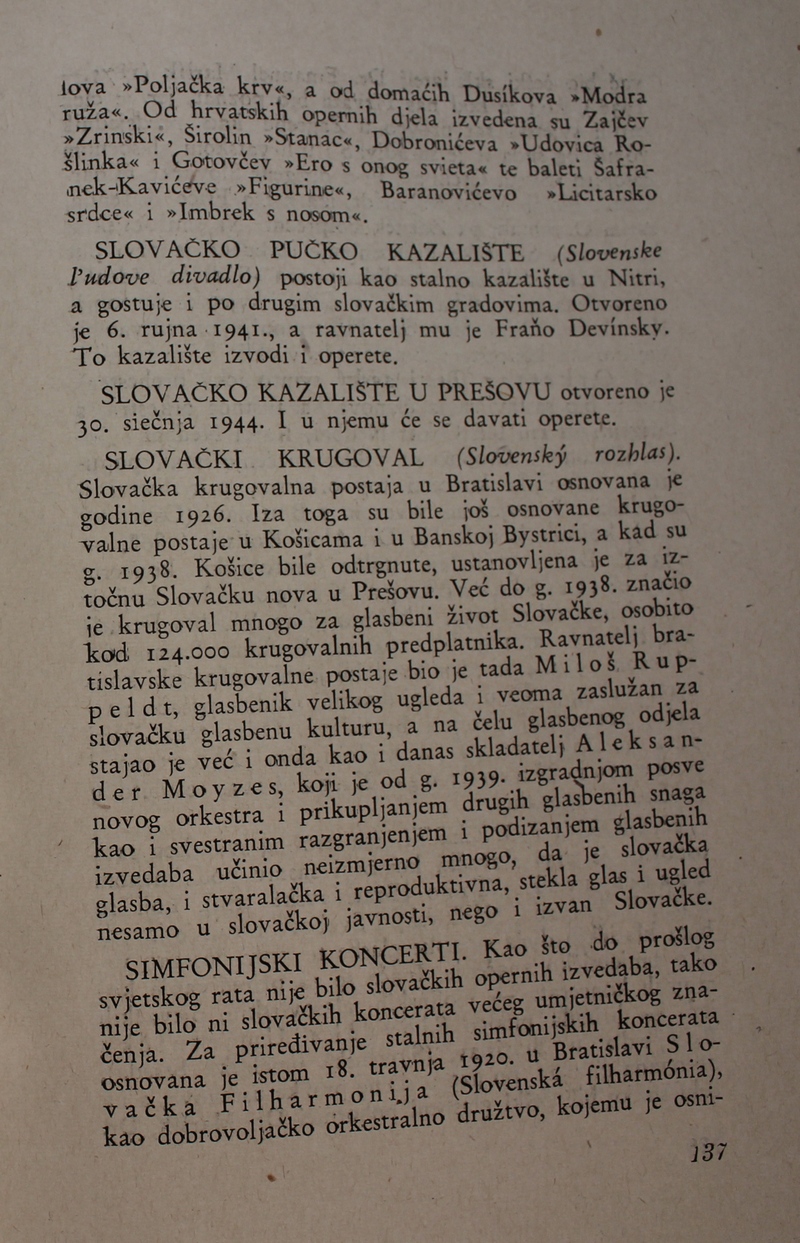 lova »Poljačka krv«, a od domaćih Dusíkova »Modra
ruža«. Od hrvatskih opernih djela izvedena su Zajčev
»Zrinski«, Širolin »Stanac«, Dobronićeva »Udovica Ro-
šlinka« i Gotovčev »Ero s onog svieta« te baleti Šafra-
nek-Kavićeve »Figurine«, Baranovićevo »Licitarsko
srdce« i »Imbrek s nosom«.
SLOVAČKO PUČKO KAZALIŠTE (Slovenske
ľudove divadlo) postoji kao stalno kazalište u Nitri,
a gostuje i po drugim slovačkim gradovima. Otvoreno
je 6. rujna 1941., a ravnatelj mu je Fraňo Devínsky.
To kazalište izvodi i operete.
SLOVAČKO KAZALIŠTE U PREŠOVU otvoreno je
30. siečnja 1944. I u njemu će se davati operete.
SLOVAČKI KRUGOVAL (Slovenský rozhlas).
Slovačka krugovalna postaja u Bratislavi osnovana je
godine 1926. Iza toga su bile još osnovane krugo-
valne postaje u Košicama i u Banskoj Bystrici, a kad su
g. 1938. Košice bile odtrgnute, ustanovljena je za iz-
točnu Slovačku nova u Prešovu. Već do g. 1938. značio
je krugoval mnogo za glasbeni život Slovačke, osobito
kod 124.000 krugovalnih predplatnika. Ravnatelj bra-
tislavske krugovalne postaje bio je tada Miloš Rup-
peldt, glasbenik velikog ugleda i veoma zaslužan za
slovačku glasbenu kulturu, a na čelu glasbenog odjela
stajao je već i onda kao i danas skladatelj Aleksan-
der Moyzes, koji je od g. 1939. izgradnjom posve
novog orkestra i prikupljanjem drugih glasbenih snaga
kao i svestranim razgranjenjem i podizanjem glasbenih
izvedaba učinio neizmjerno mnogo, da je slovačka
glasba, i stvaralačka i reproduktivna, stekla glas i ugled
nesamo u slovačkoj javnosti, nego i izvan Slovačke.
SIMFONIJSKI KONCERTI. Kao što do prošlog
svjetskog rata nije bilo slovačkih opernih izvedaba, tako
nije bilo ni slovačkih koncerata većeg umjetničkog zna-
čenja. Za priređivanje stalnih simfonijskih koncerata
osnovana je istom 18. travnja 1920. u Bratislavi Slo-
vačka Filharmonija (Slovenská filharmónia),
kao dobrovoljačko orkestralno družtvo, kojemu je osni-
137